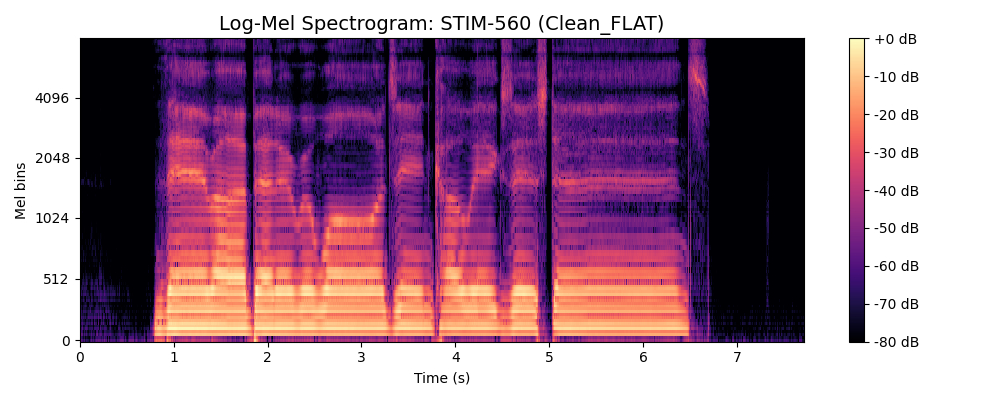 Log-Mel Spectrogram: STIM-560 (Clean_FLAT)
Mel bins
4096
2048
1024
512
0
0 1 2 3 4 5 6 7
Time (s)
+0 dB
-10 dB
-20 dB
-30 dB
-40 dB
-50 dB
-60 dB
-70 dB
-80 dB